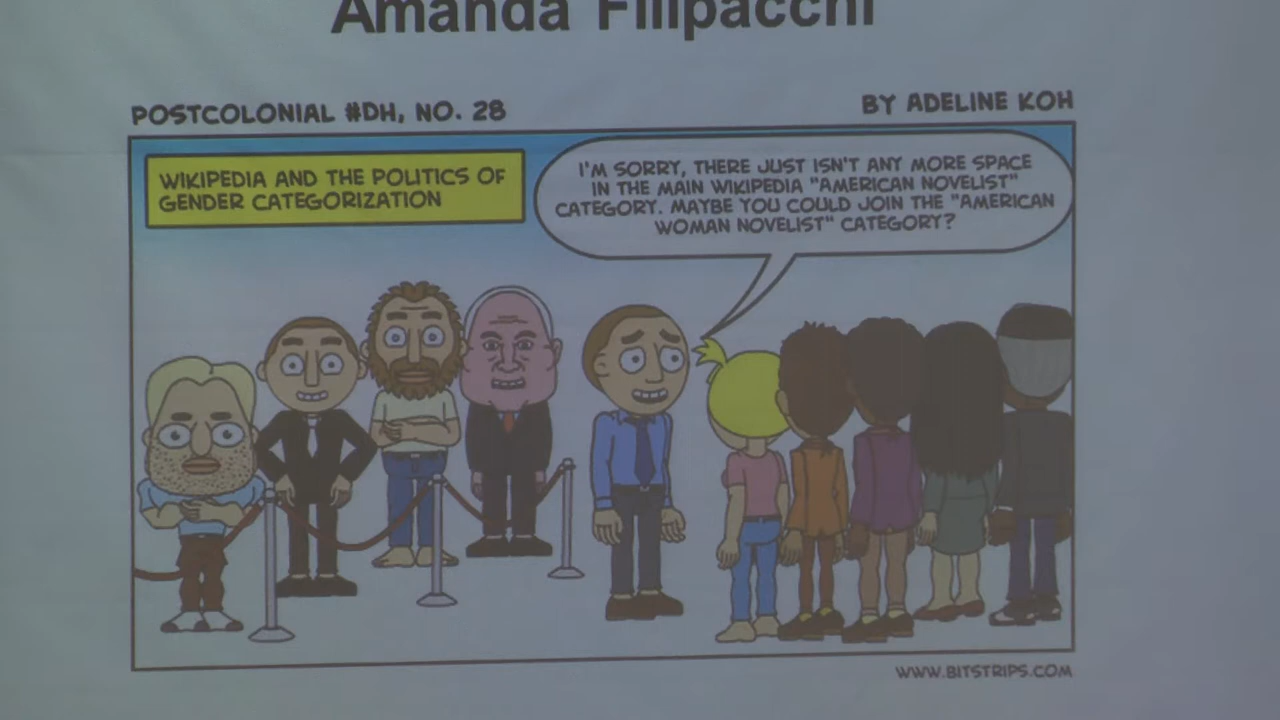 Amanda Filipacchi
POSTCOLONIAL #DH, NO. 28
BY ADELINE KOH
WIKIPEDIA AND THE POLITICS OF
GENDER CATEGORIZATION
I'M SORRY, THERE JUST ISN'T ANY MORE SPACE
IN THE MAIN WIKIPEDIA "AMERICAN NOVELIST"
CATEGORY. MAYBE YOU COULD JOIN THE "AMERICAN
WOMAN NOVELIST" CATEGORY?
WWW.BITSTRIPS.COM